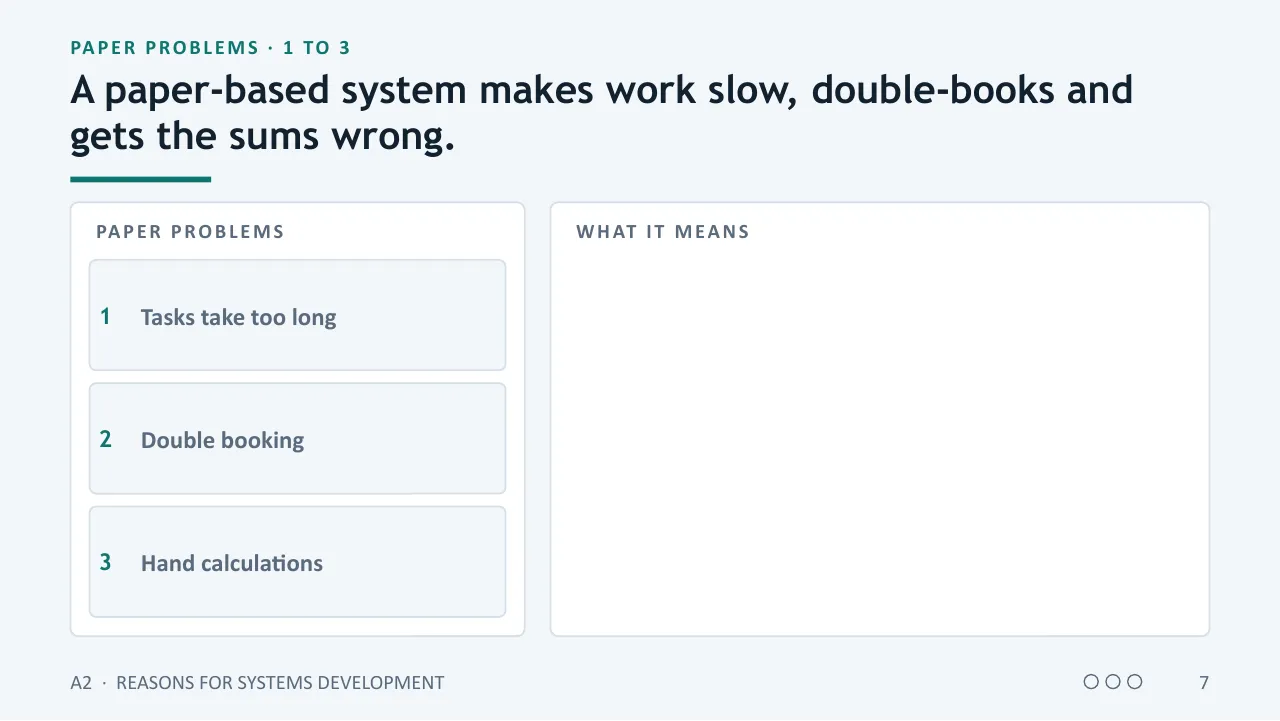 PAPER PROBLEMS · 1 TO 3
A paper-based system makes work slow, double-books and
gets the sums wrong.
PAPER PROBLEMS
1 Tasks take too long
2 Double booking
3 Hand calculations
WHAT IT MEANS
A2 · REASONS FOR SYSTEMS DEVELOPMENT
7